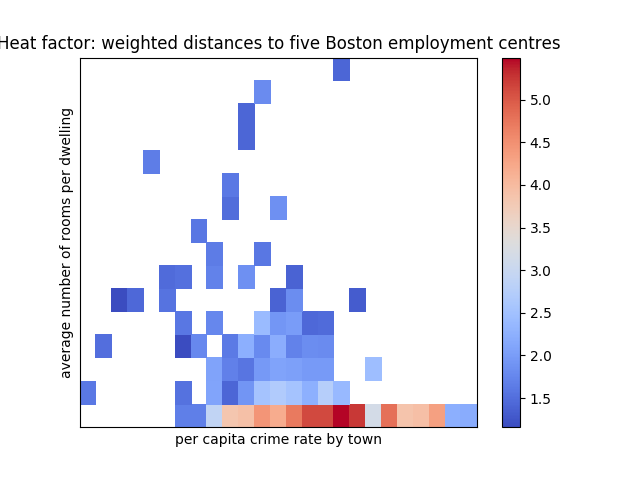 Heat factor: weighted distances to five Boston employment centres
average number of rooms per dwelling
per capita crime rate by town
5.0
4.5
4.0
3.5
3.0
2.5
2.0
1.5